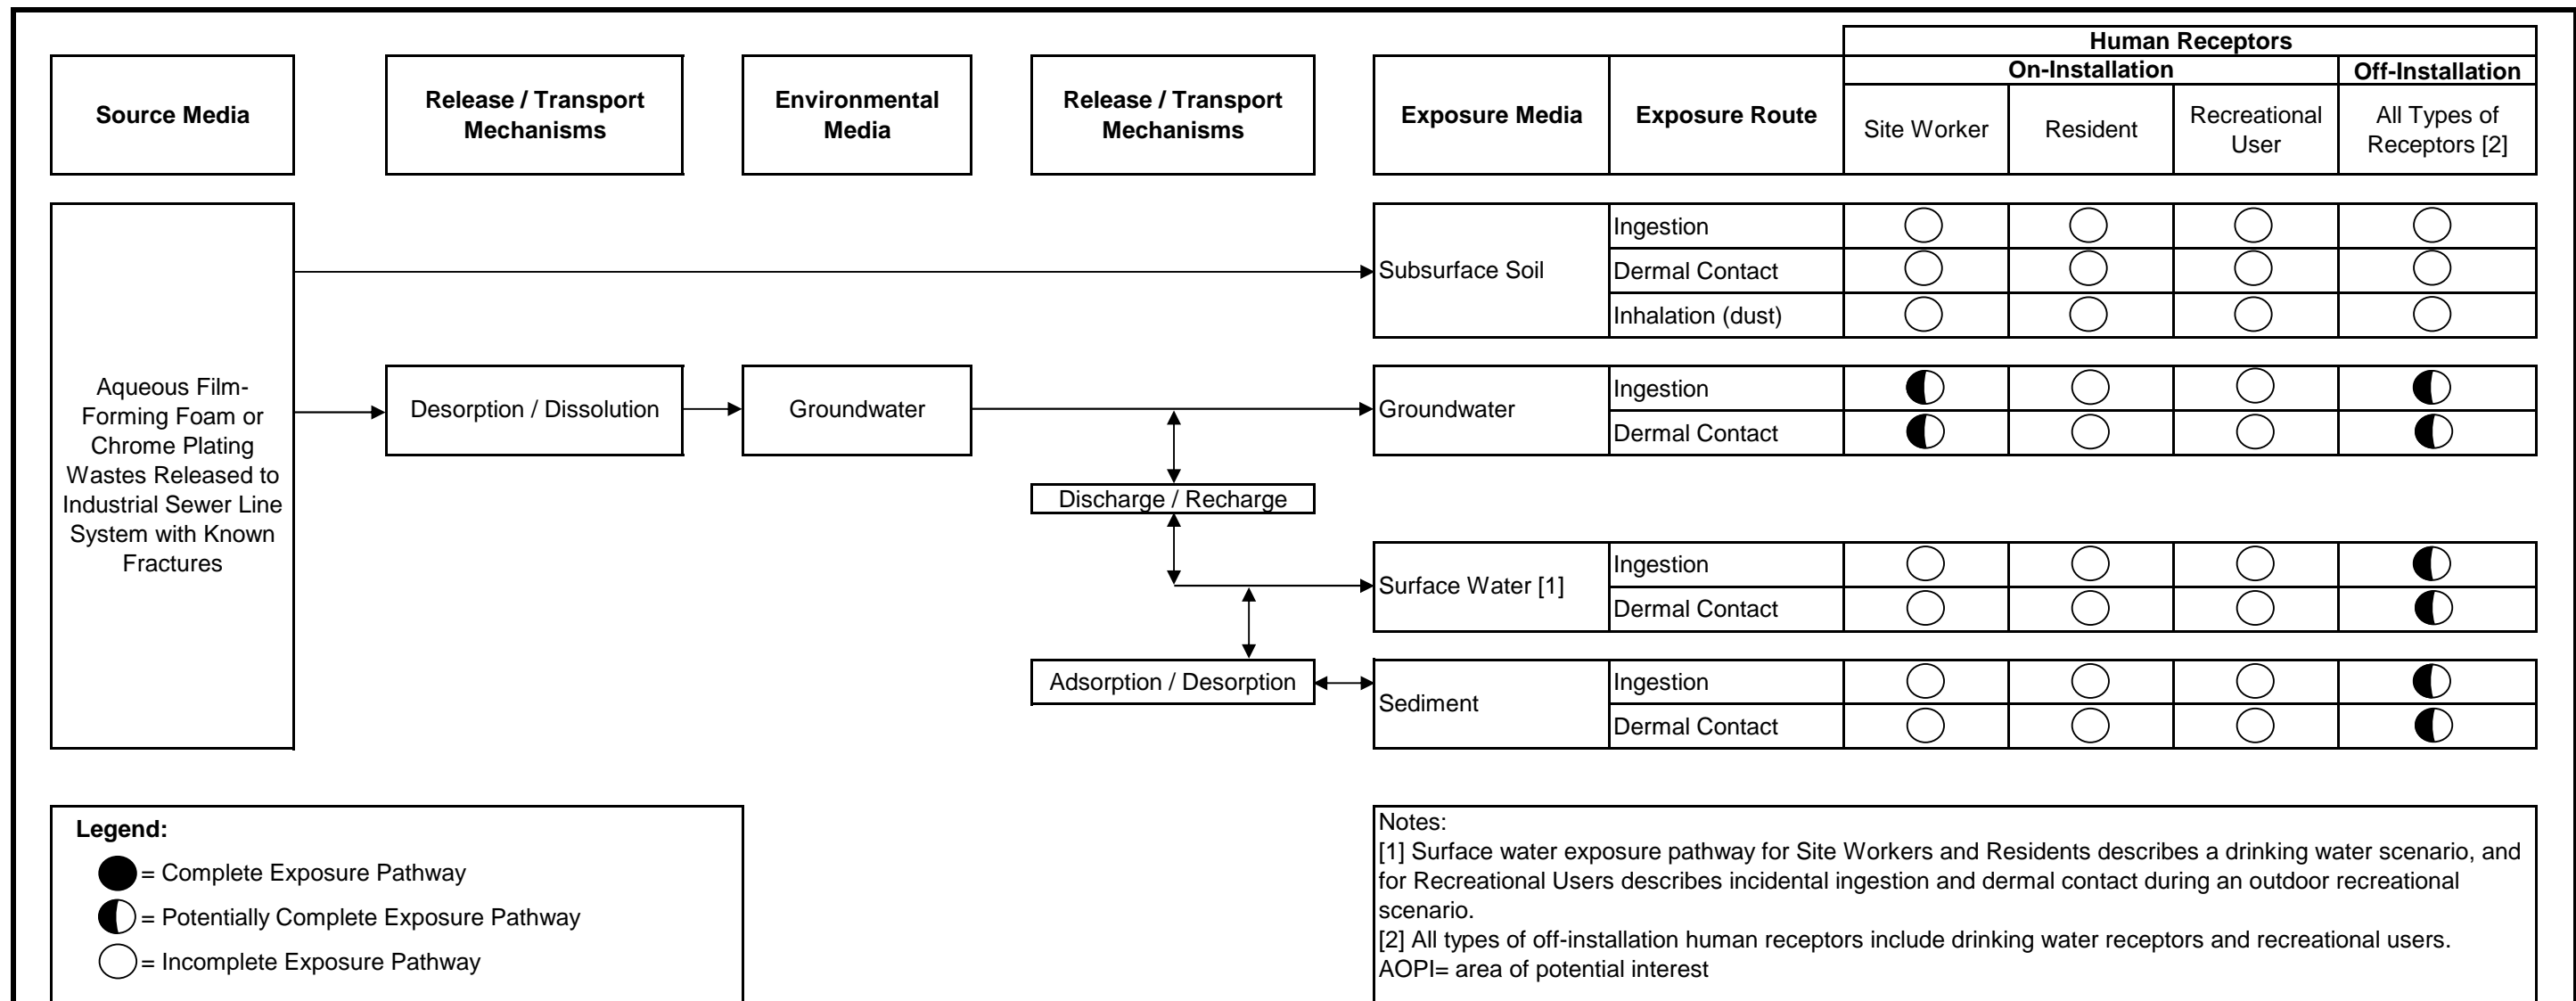 Human Receptors
On-Installation
Off-Installation
Source Media
Release / Transport
Mechanisms
Environmental
Media
Release / Transport
Mechanisms
Exposure Media
Exposure Route
Site Worker
Resident
Recreational
User
All Types of
Receptors [2]
Aqueous Film-
Forming Foam or
Chrome Plating
Wastes Released to
Industrial Sewer Line
System with Known
Fractures
Subsurface Soil
Ingestion
Dermal Contact
Inhalation (dust)
Desorption / Dissolution
Groundwater
Groundwater
Ingestion
Dermal Contact
Discharge / Recharge
Surface Water [1]
Ingestion
Dermal Contact
Adsorption / Desorption
Sediment
Ingestion
Dermal Contact
Legend:
= Complete Exposure Pathway
= Potentially Complete Exposure Pathway
= Incomplete Exposure Pathway
Notes:
[1] Surface water exposure pathway for Site Workers and Residents describes a drinking water scenario, and
for Recreational Users describes incidental ingestion and dermal contact during an outdoor recreational
scenario.
[2] All types of off-installation human receptors include drinking water receptors and recreational users.
AOPI= area of potential interest